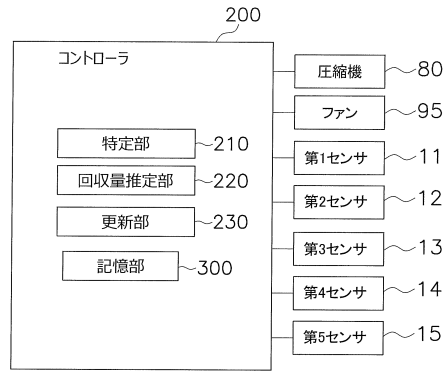 200
コントローラ
特定部 210
回収量推定部 220
更新部 230
記憶部 300
圧縮機 80
ファン 95
第1センサ 11
第2センサ 12
第3センサ 13
第4センサ 14
第5センサ 15